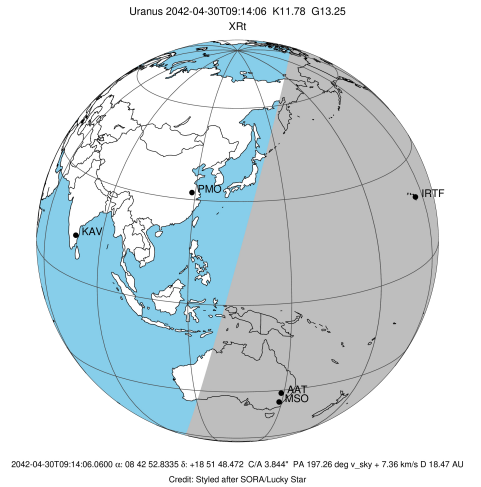 Uranus 2042-04-30T09:14:06 K11.78 G13.25
XRt
PMO
IRTF
KAV
AAT
MSO
2042-04-30T09:14:06.0600 α: 08 42 52.8335 δ: +18 51 48.472 C/A 3.844" PA 197.26 deg v_sky + 7.36 km/s D 18.47 AU
Credit: Styled after SORA/Lucky Star